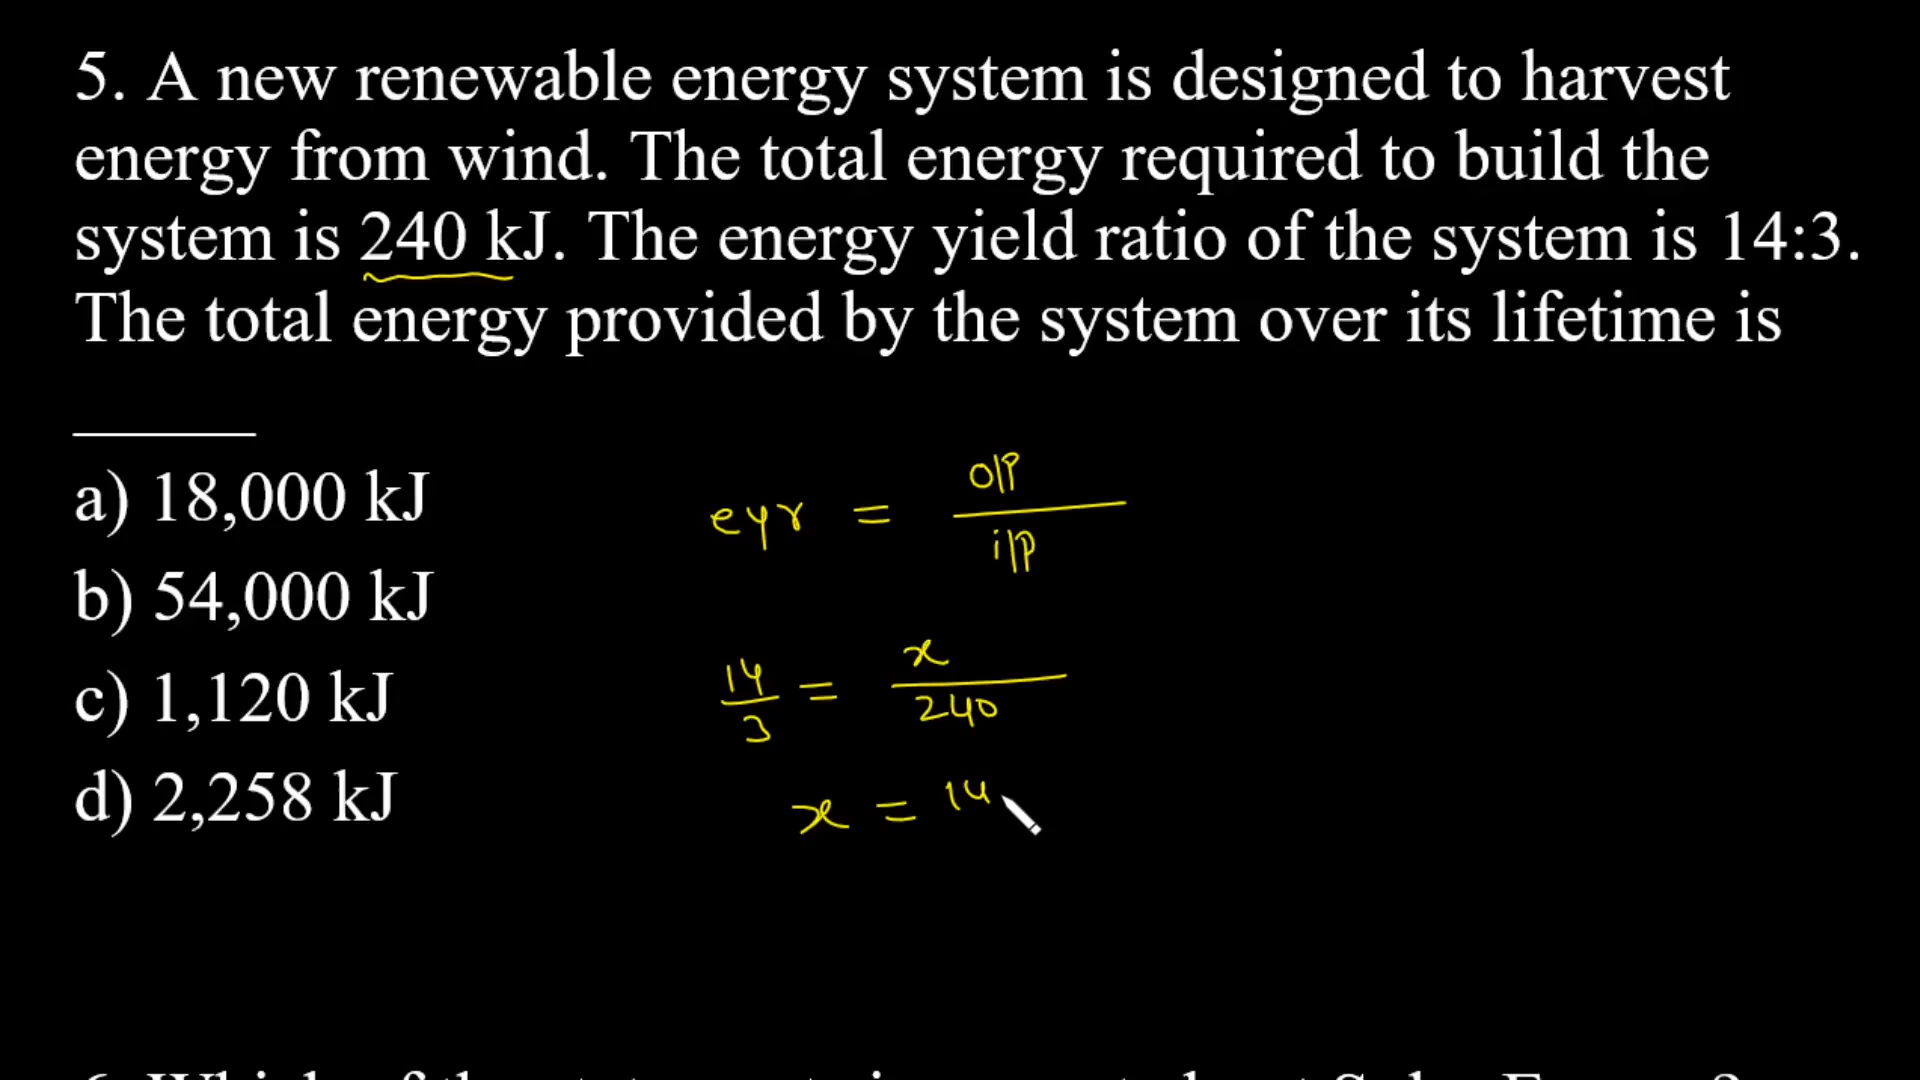 5. A new renewable energy system is designed to harvest
energy from wind. The total energy required to build the
system is 240 kJ. The energy yield ratio of the system is 14:3.
The total energy provided by the system over its lifetime is
______
a) 18,000 kJ
b) 54,000 kJ
c) 1,120 kJ
d) 2,258 kJ
eyr = o|p / i|p
14/3 = x/240
x = 14